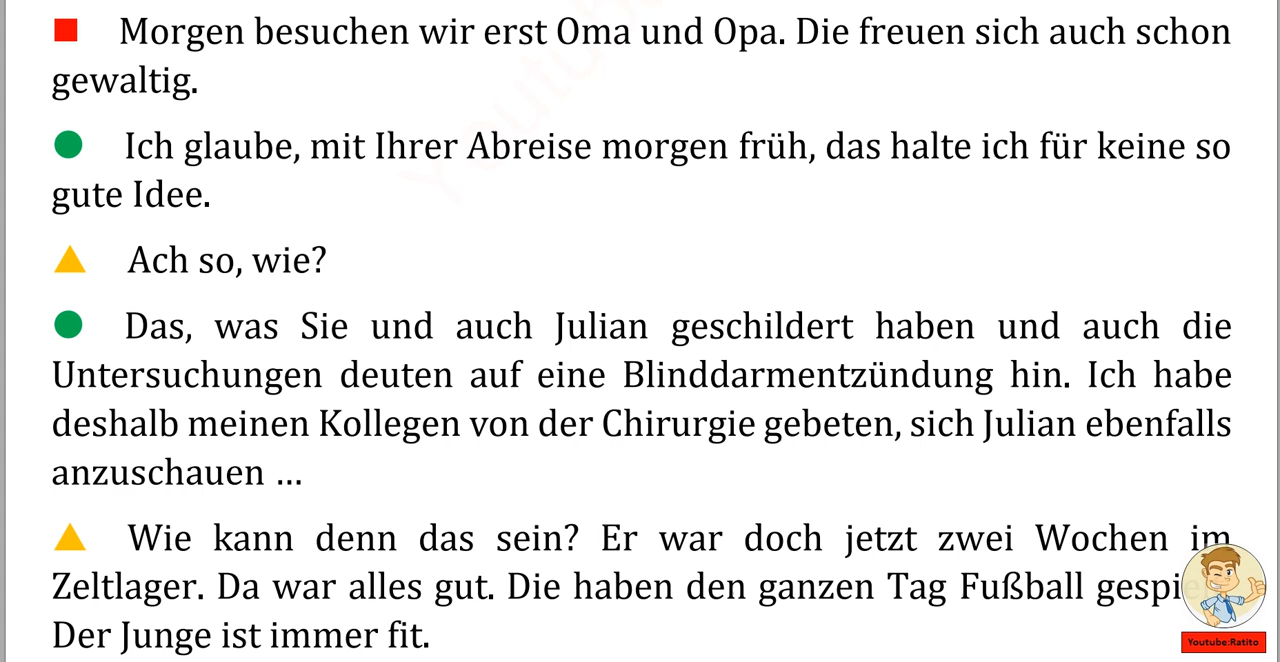 Morgen besuchen wir erst Oma und Opa. Die freuen sich auch schon
gewaltig.
Ich glaube, mit Ihrer Abreise morgen früh, das halte ich für keine so
gute Idee.
Ach so, wie?
Das, was Sie und auch Julian geschildert haben und auch die
Untersuchungen deuten auf eine Blinddarmentzündung hin. Ich habe
deshalb meinen Kollegen von der Chirurgie gebeten, sich Julian ebenfalls
anzuschauen ...
Wie kann denn das sein? Er war doch jetzt zwei Wochen im
Zeltlager. Da war alles gut. Die haben den ganzen Tag Fußball
Der Junge ist immer fit.
Youtube:Ratito